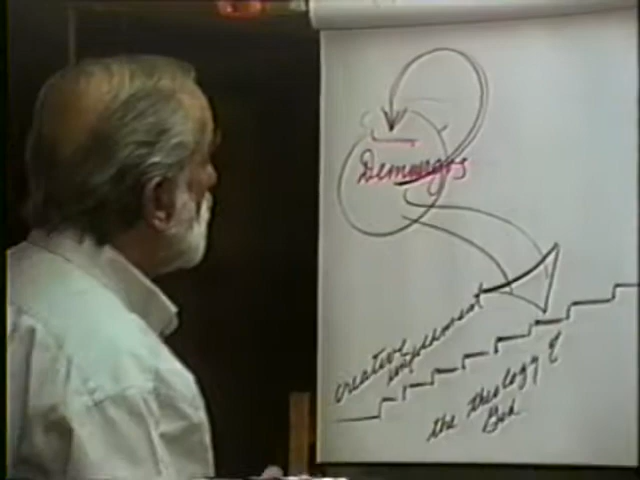 Demiurgos
creative
implement
the theology of
God